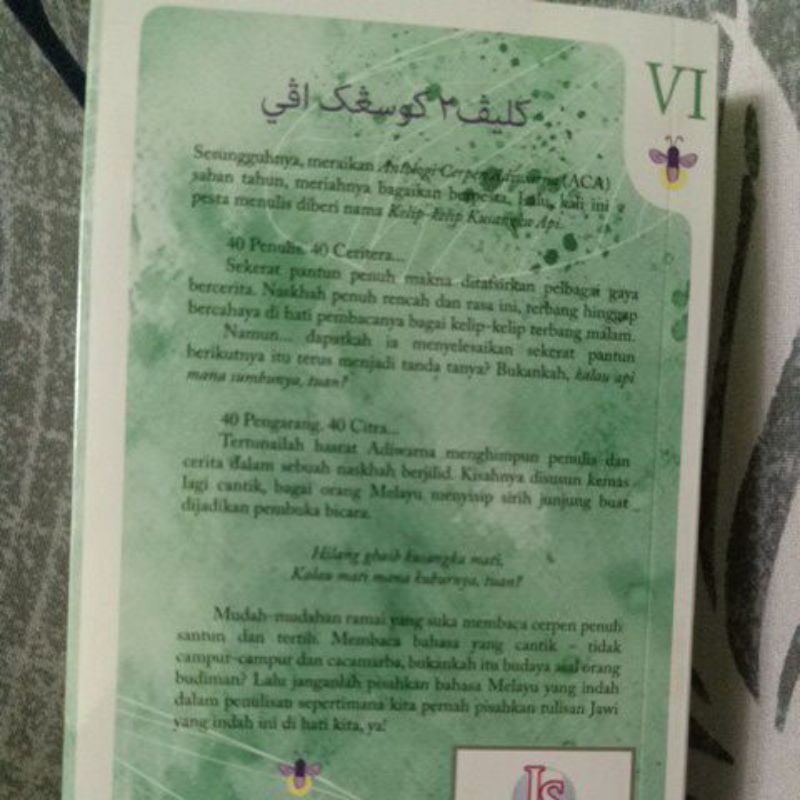 VI
کليڤ٢ کوسڠک اڤي
Sesungguhnya, meraikan Antologi Cerpen Adiwarna (ACA)
saban tahun, meriahnya bagaikan berpesta. Lalu, kali ini
pesta menulis diberi nama Kelip-kelip Kusangka Api.
40 Penulis. 40 Ceritera...
Sekerat pantun penuh makna ditafsirkan pelbagai gaya
bercerita. Naskhah penuh rencah dan rasa ini, terbang hinggap
bercahaya di hati pembacanya bagai kelip-kelip terbang malam.
Namun... dapatkah ia menyelesaikan sekerat pantun
berikutnya itu terus menjadi tanda tanya? Bukankah, kalau api
mana sumbunya, tuan?
40 Pengarang. 40 Citra...
Tertunailah hasrat Adiwarna menghimpun penulis dan
cerita dalam sebuah naskhah berjilid. Kisahnya disusun kemas
lagi cantik, bagai orang Melayu menyisip sirih junjung buat
dijadikan pembuka bicara.
Hilang ghaib kusangka mati,
Kalau mati mana kuburnya, tuan?
Mudah-mudahan ramai yang suka membaca cerpen penuh
santun dan tertib. Membaca bahasa yang cantik – tidak
campur-campur dan cacamarba, bukankah itu budaya asal orang
budiman? Lalu janganlah pisahkan bahasa Melayu yang indah
dalam penulisan sepertimana kita pernah pisahkan tulisan Jawi
yang indah ini di hati kita, ya!
Js